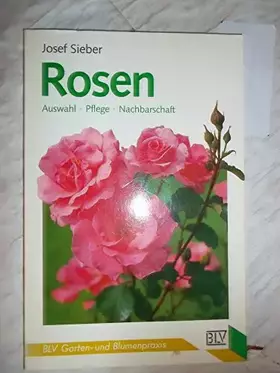 Josef Sieber
Rosen
Auswahl · Pflege · Nachbarschaft
BLV Garten- und Blumenpraxis
BLV